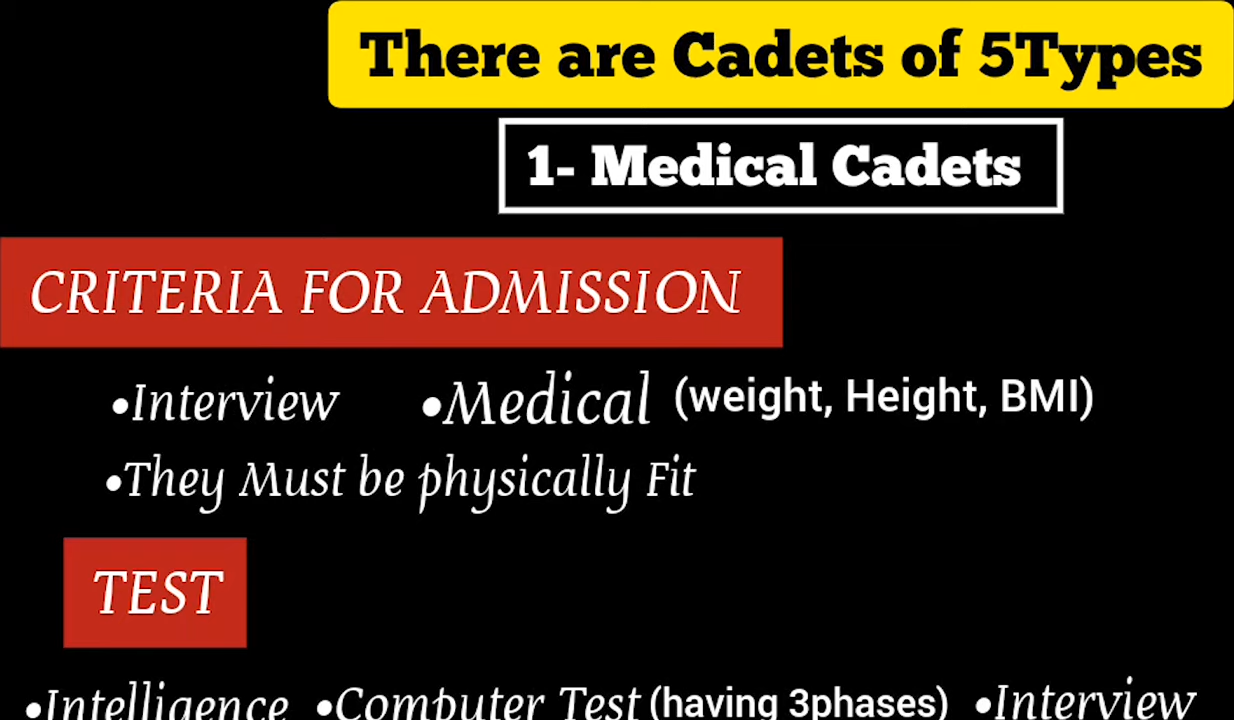 There are Cadets of 5Types
1- Medical Cadets
CRITERIA FOR ADMISSION
•Interview •Medical (weight, Height, BMI)
•They Must be physically Fit
TEST
•Intelligence •Computer Test (having 3phases) •Interview